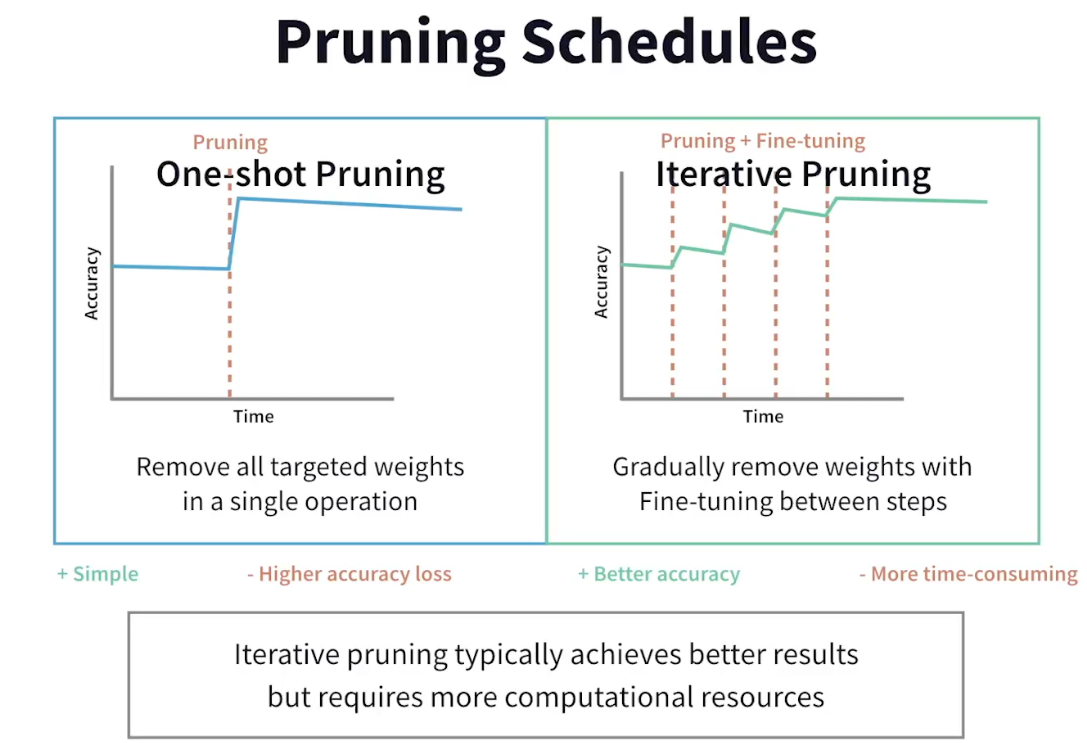 Pruning Schedules
Pruning
One-shot Pruning
Accuracy
Time
Remove all targeted weights
in a single operation
Pruning + Fine-tuning
Iterative Pruning
Accuracy
Time
Gradually remove weights with
Fine-tuning between steps
+ Simple
- Higher accuracy loss
+ Better accuracy
- More time-consuming
Iterative pruning typically achieves better results
but requires more computational resources